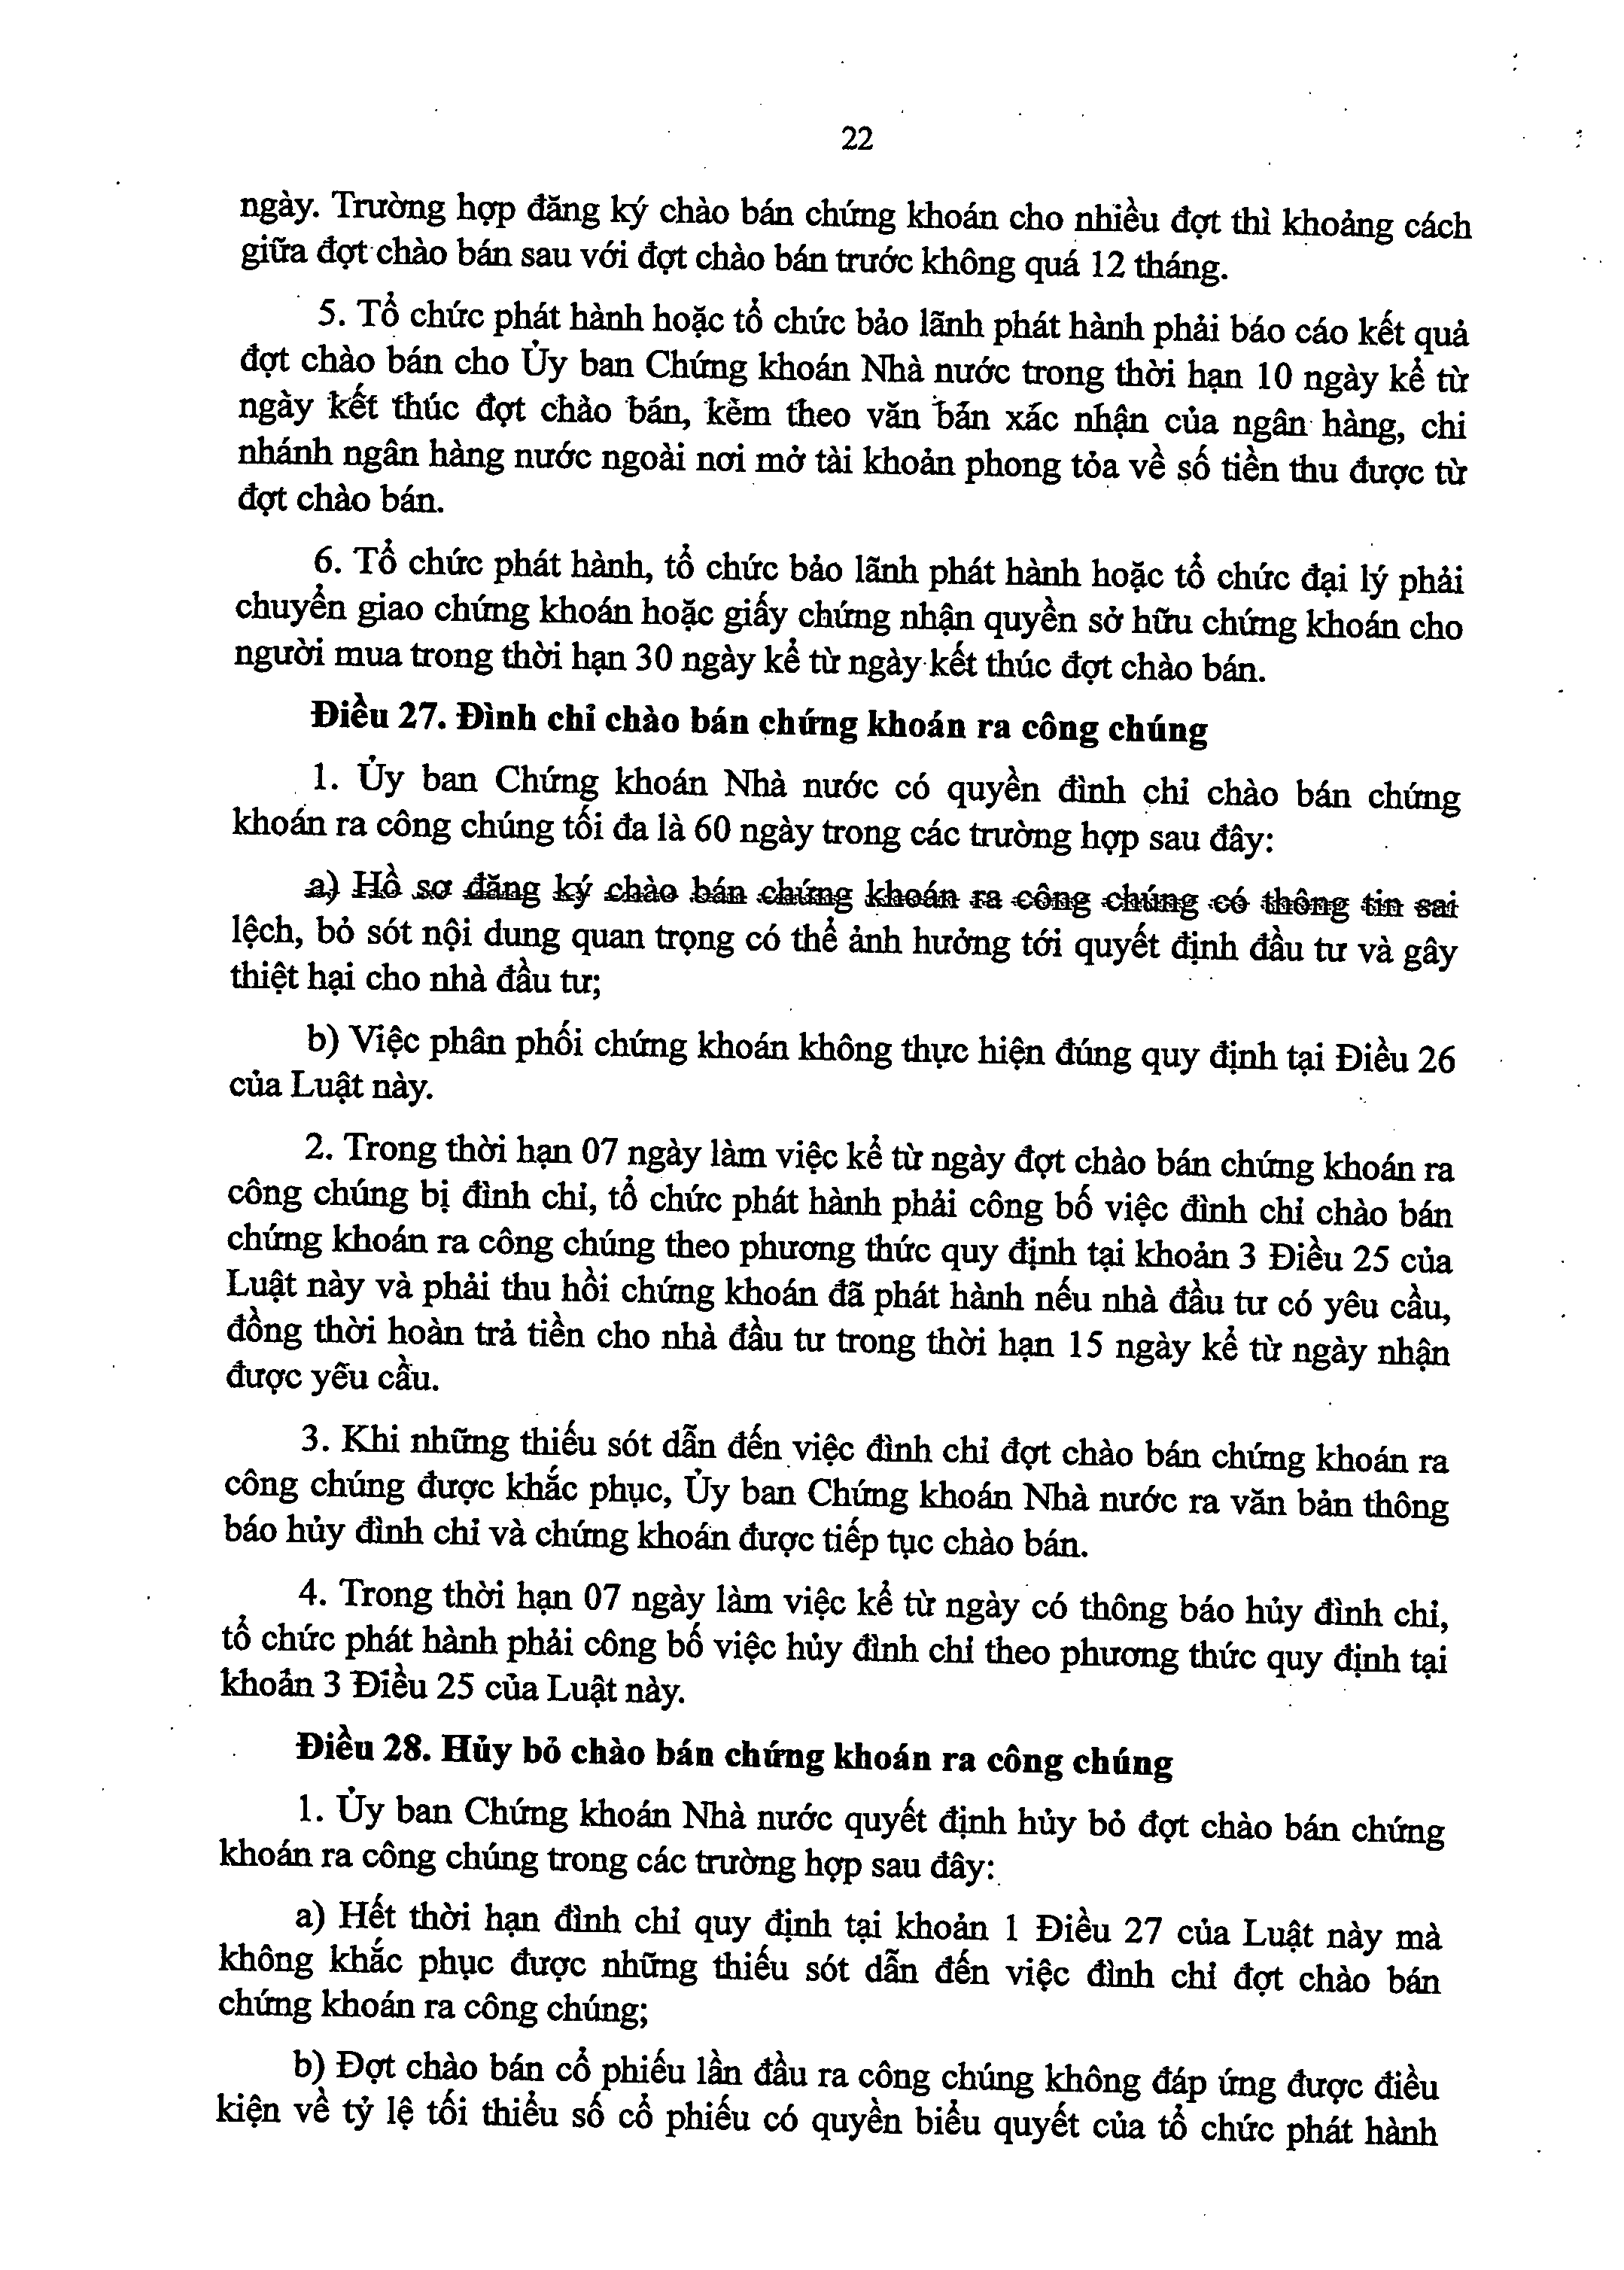 22
ngày. Trường hợp đăng ký chào bán chứng khoán cho nhiều đợt thì khoảng cách
giữa đợt chào bán sau với đợt chào bán trước không quá 12 tháng.
5. Tổ chức phát hành hoặc tổ chức bảo lãnh phát hành phải báo cáo kết quả
đợt chào bán cho Ủy ban Chứng khoán Nhà nước trong thời hạn 10 ngày kể từ
ngày kết thúc đợt chào bán, kèm theo văn bản xác nhận của ngân hàng, chi
nhánh ngân hàng nước ngoài nơi mở tài khoản phong tỏa về số tiền thu được từ
đợt chào bán.
6. Tổ chức phát hành, tổ chức bảo lãnh phát hành hoặc tổ chức đại lý phải
chuyển giao chứng khoán hoặc giấy chứng nhận quyền sở hữu chứng khoán cho
người mua trong thời hạn 30 ngày kể từ ngày kết thúc đợt chào bán.
Điều 27. Đình chỉ chào bán chứng khoán ra công chúng
1. Ủy ban Chứng khoán Nhà nước có quyền đình chỉ chào bán chứng
khoán ra công chúng tối đa là 60 ngày trong các trường hợp sau đây:
a) Hồ sơ đăng ký chào bán chứng khoán ra công chúng có thông tin sai
lệch, bỏ sót nội dung quan trọng có thể ảnh hưởng tới quyết định đầu tư và gây
thiệt hại cho nhà đầu tư;
b) Việc phân phối chứng khoán không thực hiện đúng quy định tại Điều 26
của Luật này.
2. Trong thời hạn 07 ngày làm việc kể từ ngày đợt chào bán chứng khoán ra
công chúng bị đình chỉ, tổ chức phát hành phải công bố việc đình chỉ chào bán
chứng khoán ra công chúng theo phương thức quy định tại khoản 3 Điều 25 của
Luật này và phải thu hồi chứng khoán đã phát hành nếu nhà đầu tư có yêu cầu,
đồng thời hoàn trả tiền cho nhà đầu tư trong thời hạn 15 ngày kể từ ngày nhận
được yêu cầu.
3. Khi những thiếu sót dẫn đến việc đình chỉ đợt chào bán chứng khoán ra
công chúng được khắc phục, Ủy ban Chứng khoán Nhà nước ra văn bản thông
báo hủy đình chỉ và chứng khoán được tiếp tục chào bán.
4. Trong thời hạn 07 ngày làm việc kể từ ngày có thông báo hủy đình chỉ,
tổ chức phát hành phải công bố việc hủy đình chỉ theo phương thức quy định tại
khoản 3 Điều 25 của Luật này.
Điều 28. Hủy bỏ chào bán chứng khoán ra công chúng
1. Ủy ban Chứng khoán Nhà nước quyết định hủy bỏ đợt chào bán chứng
khoán ra công chúng trong các trường hợp sau đây:
a) Hết thời hạn đình chỉ quy định tại khoản 1 Điều 27 của Luật này mà
không khắc phục được những thiếu sót dẫn đến việc đình chỉ đợt chào bán
chứng khoán ra công chúng;
b) Đợt chào bán cổ phiếu lần đầu ra công chúng không đáp ứng được điều
kiện về tỷ lệ tối thiểu số cổ phiếu có quyền biểu quyết của tổ chức phát hành